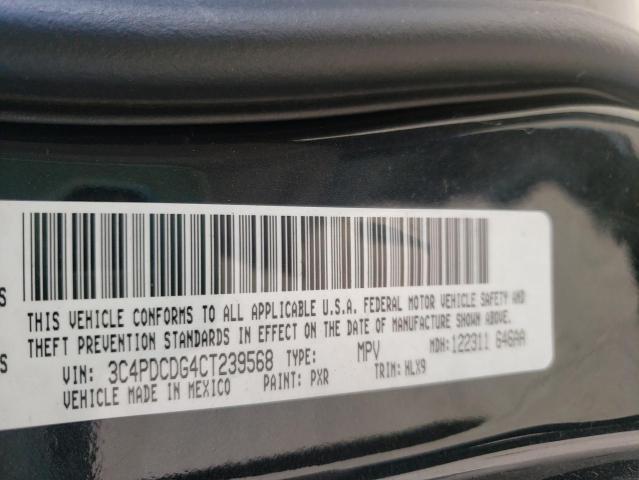 THIS VEHICLE CONFORMS TO ALL APPLICABLE U.S.A. FEDERAL MOTOR VEHICLE SAFETY AND
THEFT PREVENTION STANDARDS IN EFFECT ON THE DATE OF MANUFACTURE SHOWN ABOVE.
VIN: 3C4PDCDG4CT239568 TYPE: MPV MDH:122311 646AA
VEHICLE MADE IN MEXICO PAINT: PXR TRIM: HLX9